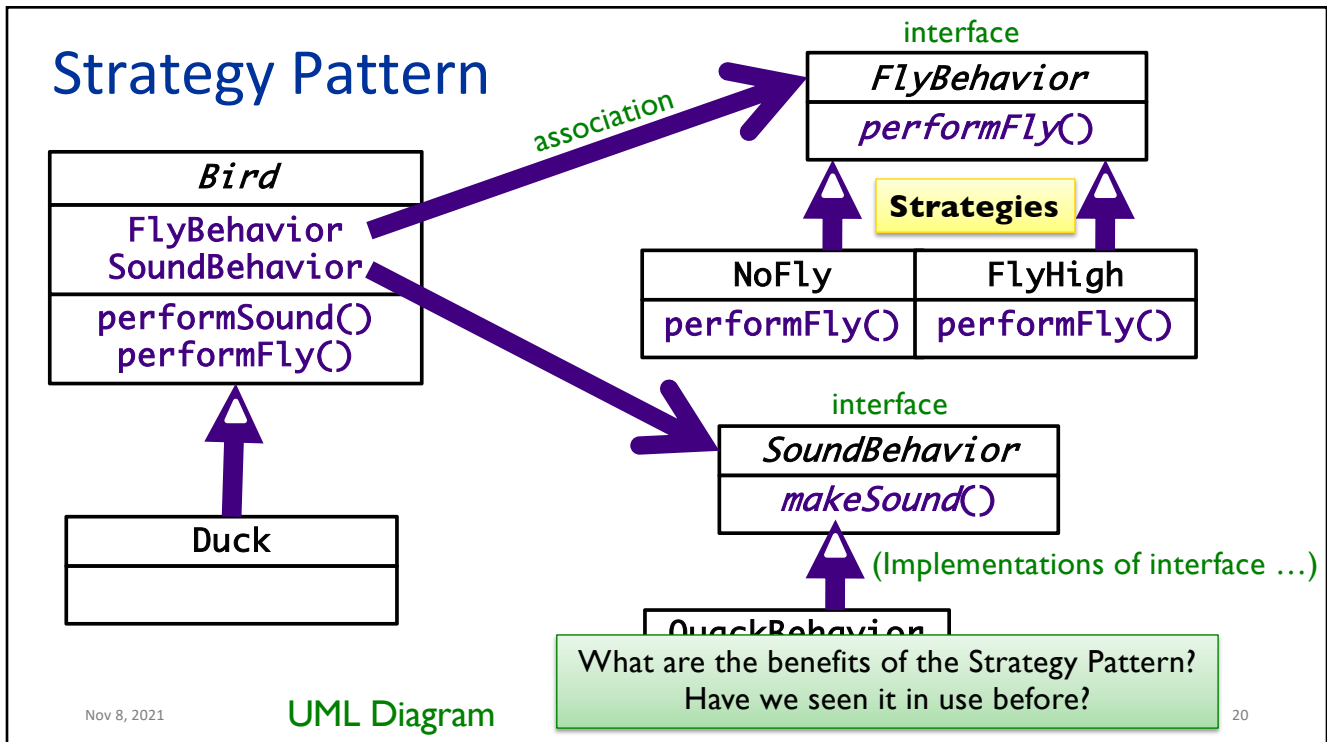 Strategy Pattern
interface
FlyBehavior
performFly()
association
Bird
FlyBehavior
SoundBehavior
performSound()
performFly()
Strategies
NoFly
performFly()
FlyHigh
performFly()
interface
SoundBehavior
makeSound()
Duck
(Implementations of interface …)
QuackBehavior
What are the benefits of the Strategy Pattern?
Have we seen it in use before?
Nov 8, 2021
UML Diagram
20